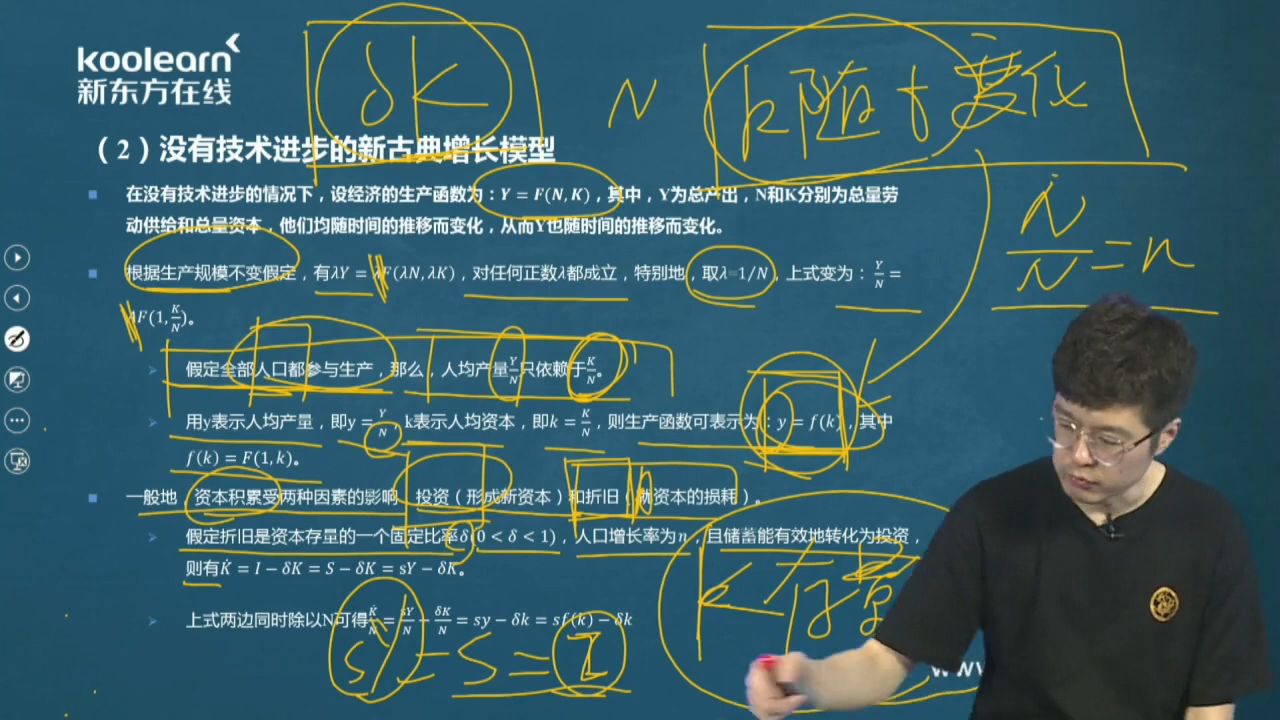 koolearn
新东方在线
δK
N
k随t变化
（2）没有技术进步的新古典增长模型
在没有技术进步的情况下，设经济的生产函数为：Y = F(N, K)，其中，Y为总产出，N和K分别为总量劳
动供给和总量资本，他们均随时间的推移而变化，从而Y也随时间的推移而变化。
Ṅ/N = n
根据生产规模不变假定，有λY = λF(λN, λK)，对任何正数λ都成立，特别地，取λ=1/N，上式变为：Y/N =
F(1, K/N)。
假定全部人口都参与生产，那么，人均产量Y/N只依赖于K/N。
用y表示人均产量，即y = Y/N，k表示人均资本，即k = K/N，则生产函数可表示为：y = f(k)，其中
f(k) = F(1, k)。
一般地，资本积累受两种因素的影响，投资（形成新资本）和折旧（资本的损耗）。
假定折旧是资本存量的一个固定比率δ(0 < δ < 1)，人口增长率为n，且储蓄能有效地转化为投资，
则有K̇ = I − δK = S − δK = sY − δK。
K 存量
上式两边同时除以N可得K̇/N = sY/N − δK/N = sy − δk = sf(k) − δk
sY = S = I